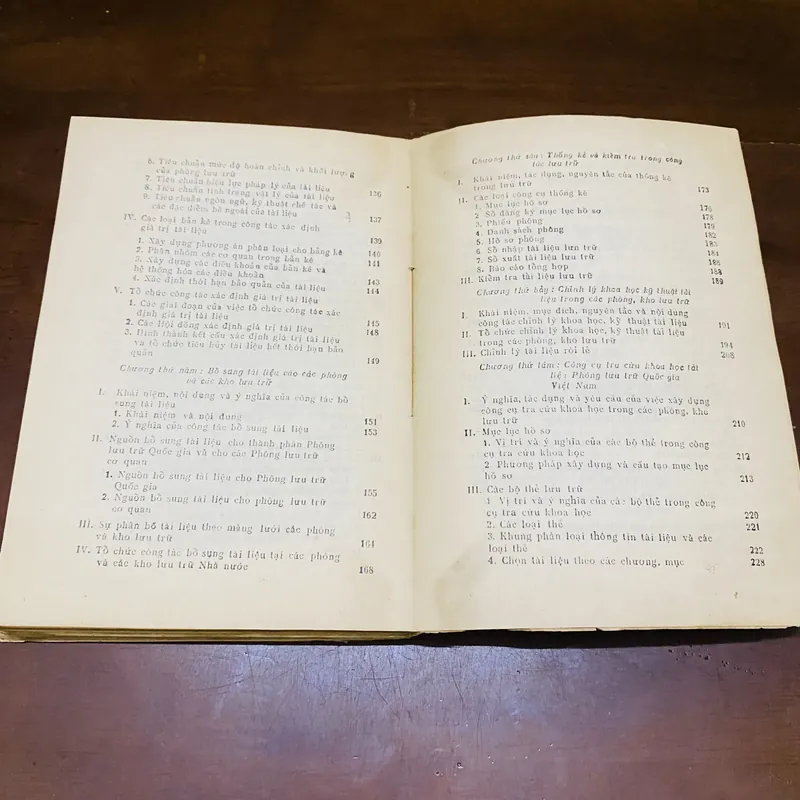 6. Tiêu chuẩn mức độ hoàn chỉnh và khối lượng
của phông lưu trữ
7. Tiêu chuẩn hiệu lực pháp lý của tài liệu 136
8. Tiêu chuẩn tình trạng vật lý của tài liệu
9. Tiêu chuẩn ngôn ngữ, kỹ thuật chế tác và
các đặc điểm bề ngoài của tài liệu 137
IV. Các loại bản kê trong công tác xác định
giá trị tài liệu 139
1. Xây dựng phương án phân loại cho bảng kê 140
2. Phân nhóm các cơ quan trong bản kê 141
3. Xây dựng các điều khoản của bản kê và
hệ thống hóa các điều khoản 143
4. Xác định thời hạn bảo quản của tài liệu 144
V. Tổ chức công tác xác định giá trị tài liệu
1. Các giai đoạn của việc tổ chức công tác xác
định giá trị tài liệu 145
2. Các Hội đồng xác định giá trị tài liệu 148
3. Đánh thành kết cấu xác định giá trị tài liệu
và tổ chức tiêu hủy tài liệu hết thời hạn bảo
quản 149
Chương thứ năm : Bổ sung tài liệu cào các phông
và các kho lưu trữ
I. Khái niệm, nội dung và ý nghĩa của công tác bổ
sung tài liệu
1. Khái niệm và nội dung 151
2. Ý nghĩa của công tác bổ sung tài liệu 153
II. Nguồn bổ sung tài liệu cho thành phần Phông
lưu trữ Quốc gia và cho các Phông lưu trữ
cơ quan
1. Nguồn bổ sung tài liệu cho phông lưu trữ
Quốc gia 155
2. Nguồn bổ sung tài liệu cho phông lưu trữ
cơ quan 162
III. Sự phân bố tài liệu theo mạng lưới các phông
và kho lưu trữ 164
IV. Tổ chức công tác bổ sung tài liệu tại các phông
và các kho lưu trữ Nhà nước 168
Chương thứ sáu : Thống kê và kiểm tra trong công
tác lưu trữ
I. Khái niệm, tác dụng, nguyên tắc của thống kê
trong lưu trữ 173
II. Các loại công cụ thống kê
1. Mục lục hồ sơ 176
2. Sổ đăng ký mục lục hồ sơ 178
3. Phiếu phông 179
4. Danh sách phông 182
5. Hồ sơ phông 183
6. Sổ nhập tài liệu lưu trữ 184
7. Sổ xuất tài liệu lưu trữ 186
8. Báo cáo tổng hợp 188
III. Kiểm tra tài liệu lưu trữ 189
Chương thứ bảy : Chỉnh lý khoa học kỹ thuật tài
liệu trong các phông, kho lưu trữ
I. Khái niệm, mục đích, nguyên tắc và nội dung
công tác chỉnh lý khoa học, kỹ thuật tài liệu 191
II. Tổ chức chỉnh lý khoa học, kỹ thuật tài liệu
trong các phông, kho lưu trữ 194
III. Chỉnh lý tài liệu rời lẻ 208
Chương thứ tám : Công cụ tra cứu khoa học tài
liệ : Phông lưu trữ Quốc gia
Việt Nam
I. Ý nghĩa, tác dụng và yêu cầu của việc xây dựng
công cụ tra cứu khoa học trong các phông, kho
lưu trữ 210
II. Mục lục hồ sơ
1. Vị trí và ý nghĩa của các bộ thẻ trong công
cụ tra cứu khoa học 212
2. Phương pháp xây dựng và cấu tạo mục lục
hồ sơ 213
III. Các bộ thẻ lưu trữ
1 Vị trí và ý nghĩa của các bộ thẻ trong công
cụ tra cứu khoa học 220
2. Các loại thẻ 221
3. Khung phân loại thông tin tài liệu và các
loại thẻ 222
4. Chọn tài liệu theo các chương, mục 228